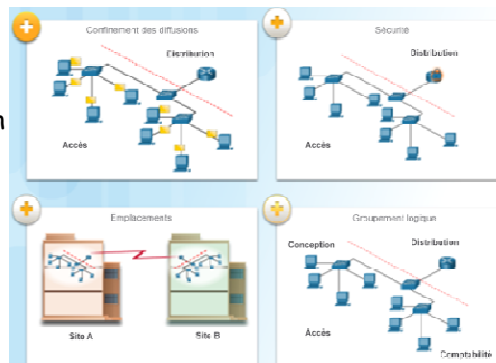 Confinement des diffusions
Distribution
Accès
Sécurité
Distribution
Accès
Emplacements
Site A
Site B
Groupement logique
Conception
Distribution
Accès
Comptabilité